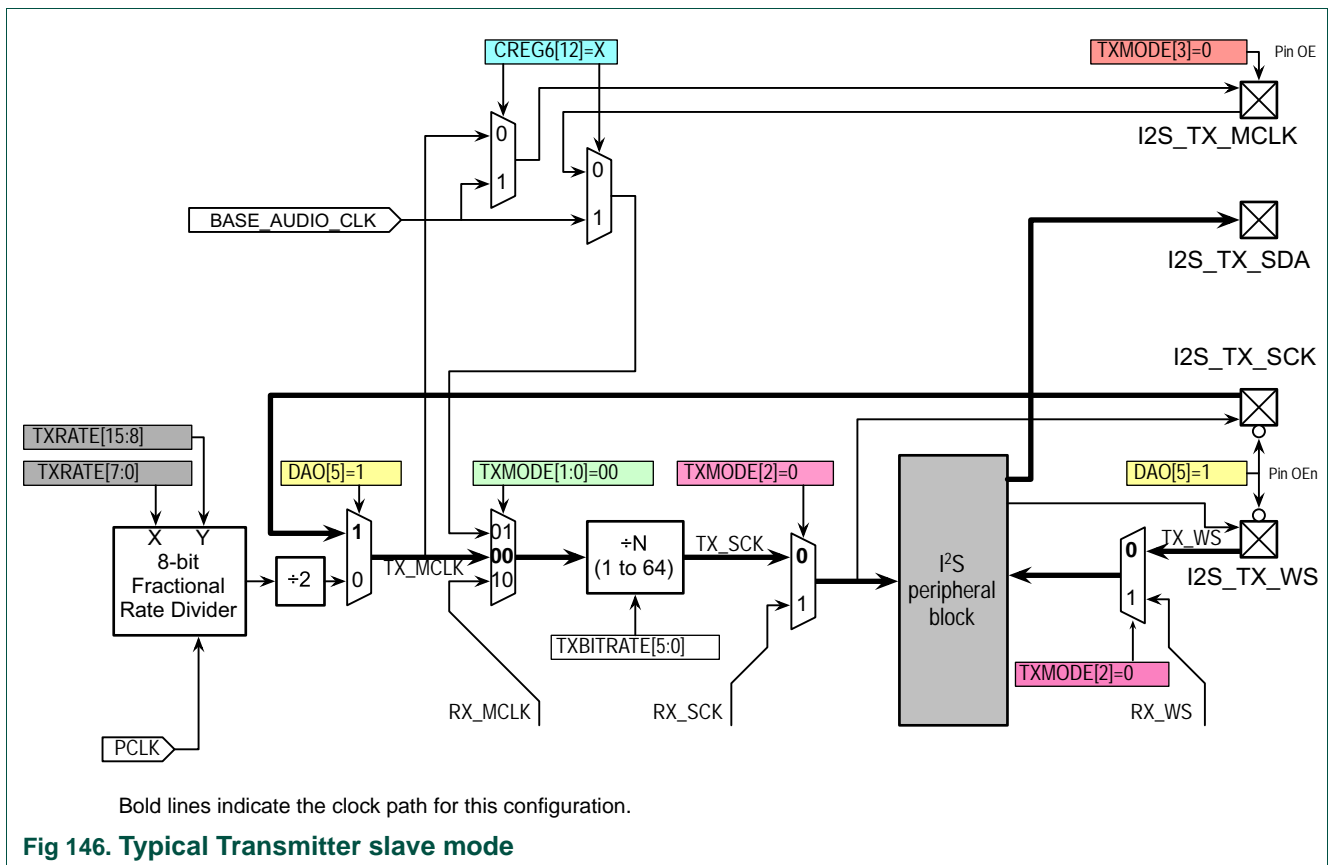 CREG6[12]=X
TXMODE[3]=0 Pin OE
0
1
0
1
I2S_TX_MCLK
BASE_AUDIO_CLK
I2S_TX_SDA
I2S_TX_SCK
TXRATE[15:8]
TXRATE[7:0]
DAO[5]=1
TXMODE[1:0]=00
TXMODE[2]=0
DAO[5]=1
Pin OEn
X Y
8-bit
Fractional
Rate Divider
÷2
1
0
TX_MCLK
01
00
10
÷N
(1 to 64)
TX_SCK
0
1
I²S
peripheral
block
TX_WS
0
1
I2S_TX_WS
TXBITRATE[5:0]
TXMODE[2]=0
RX_MCLK
RX_SCK
RX_WS
PCLK
Bold lines indicate the clock path for this configuration.
Fig 146. Typical Transmitter slave mode